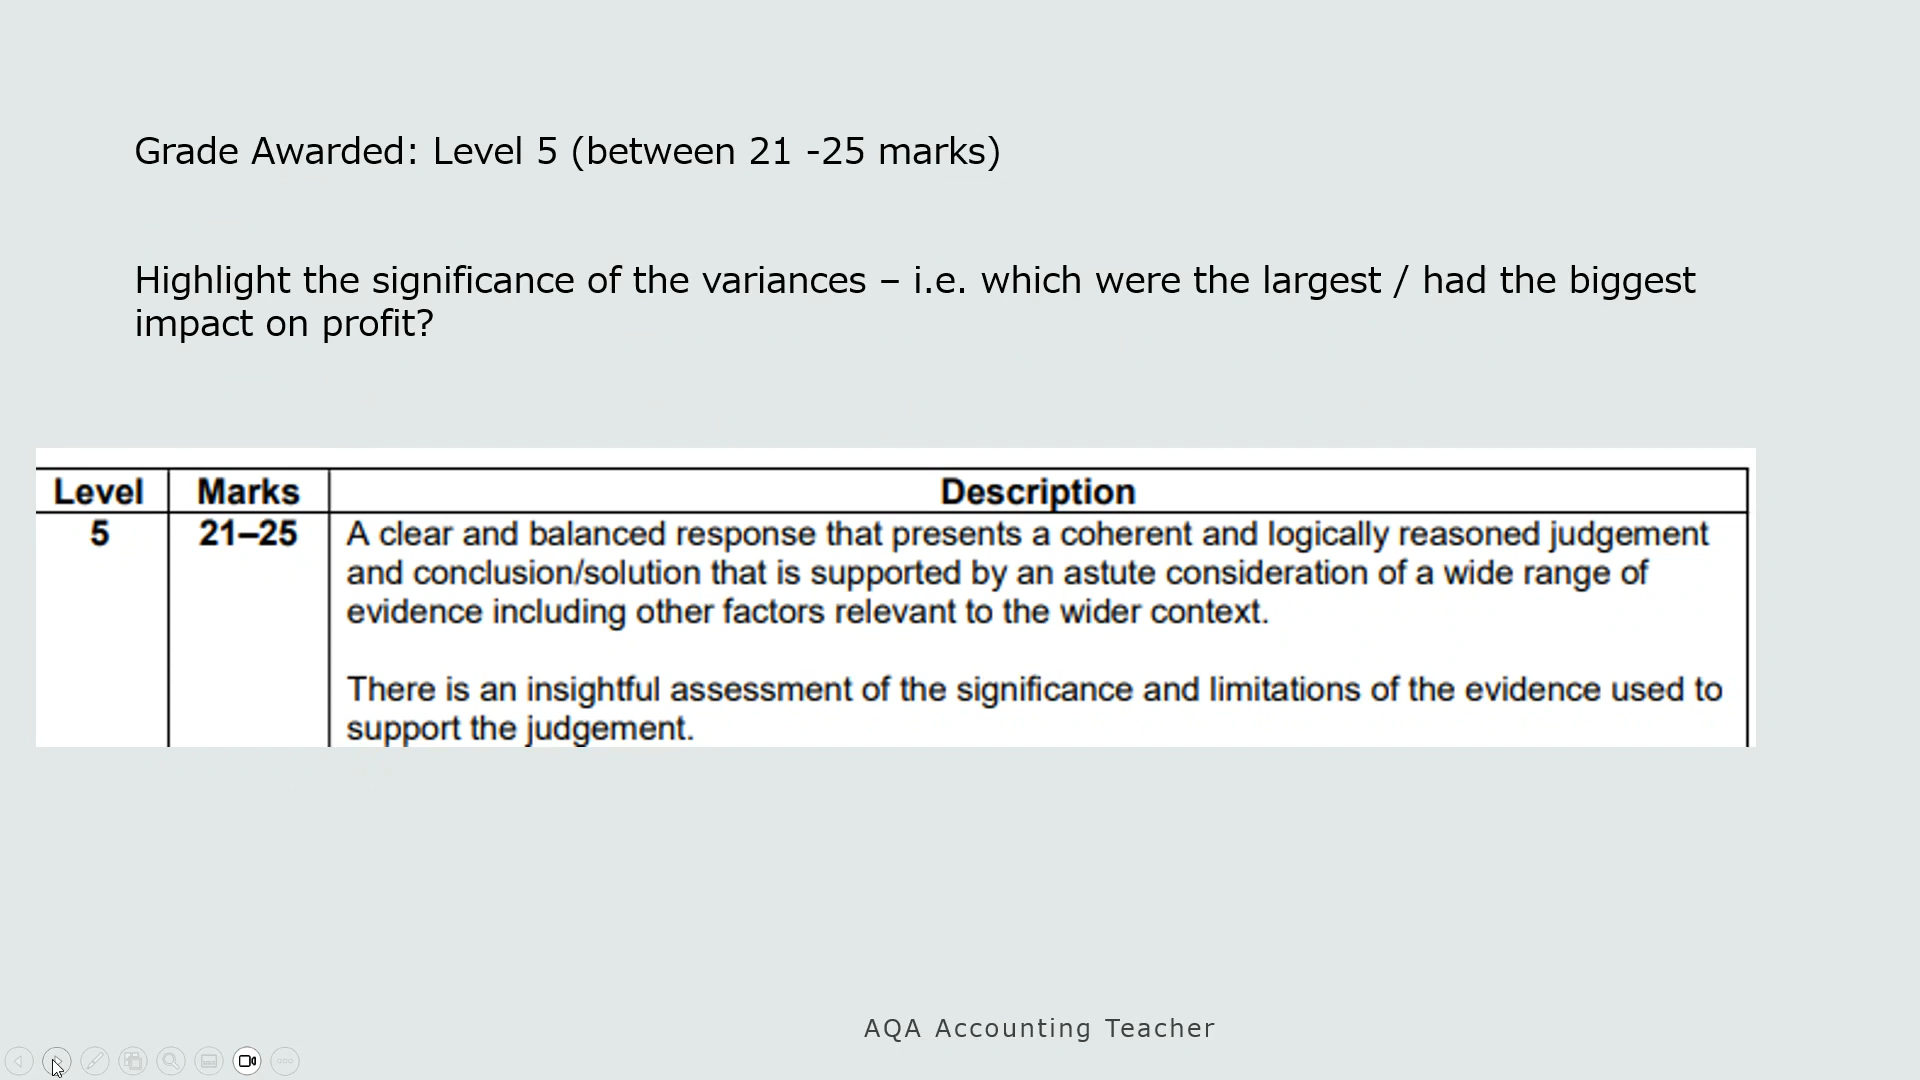 Grade Awarded: Level 5 (between 21 -25 marks)
Highlight the significance of the variances – i.e. which were the largest / had the biggest
impact on profit?
Level Marks Description
5 21–25 A clear and balanced response that presents a coherent and logically reasoned judgement
and conclusion/solution that is supported by an astute consideration of a wide range of
evidence including other factors relevant to the wider context.
There is an insightful assessment of the significance and limitations of the evidence used to
support the judgement.
AQA Accounting Teacher